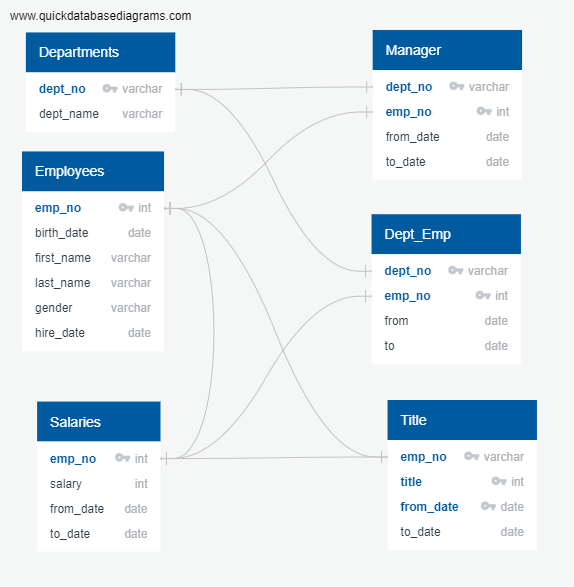 www.quickdatabasediagrams.com
Departments
dept_no varchar
dept_name varchar
Employees
emp_no int
birth_date date
first_name varchar
last_name varchar
gender varchar
hire_date date
Salaries
emp_no int
salary int
from_date date
to_date date
Manager
dept_no varchar
emp_no int
from_date date
to_date date
Dept_Emp
dept_no varchar
emp_no int
from date
to date
Title
emp_no varchar
title int
from_date date
to_date date